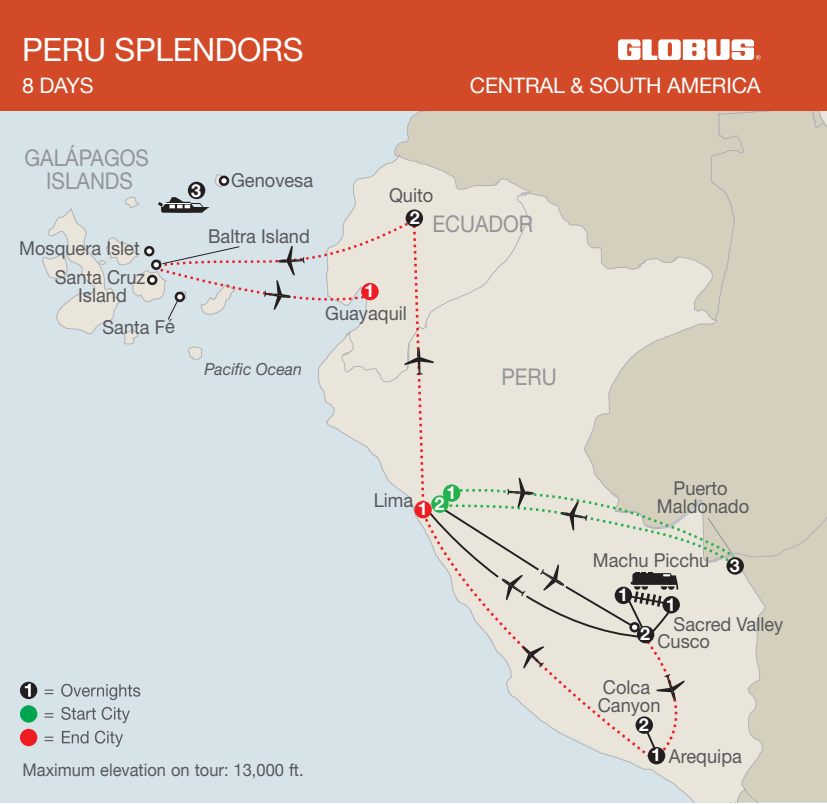 PERU SPLENDORS
GLOBUS®
8 DAYS
CENTRAL & SOUTH AMERICA
GALÁPAGOS
ISLANDS
3
Genovesa
Quito
2
ECUADOR
Baltra Island
Mosquera Islet
Santa Cruz
Island
Santa Fé
1
Guayaquil
Pacific Ocean
PERU
Lima
1
2
1
Puerto
Maldonado
3
Machu Picchu
1
1
Sacred Valley
2
Cusco
Colca
Canyon
2
1
Arequipa
1 = Overnights
= Start City
= End City
Maximum elevation on tour: 13,000 ft.